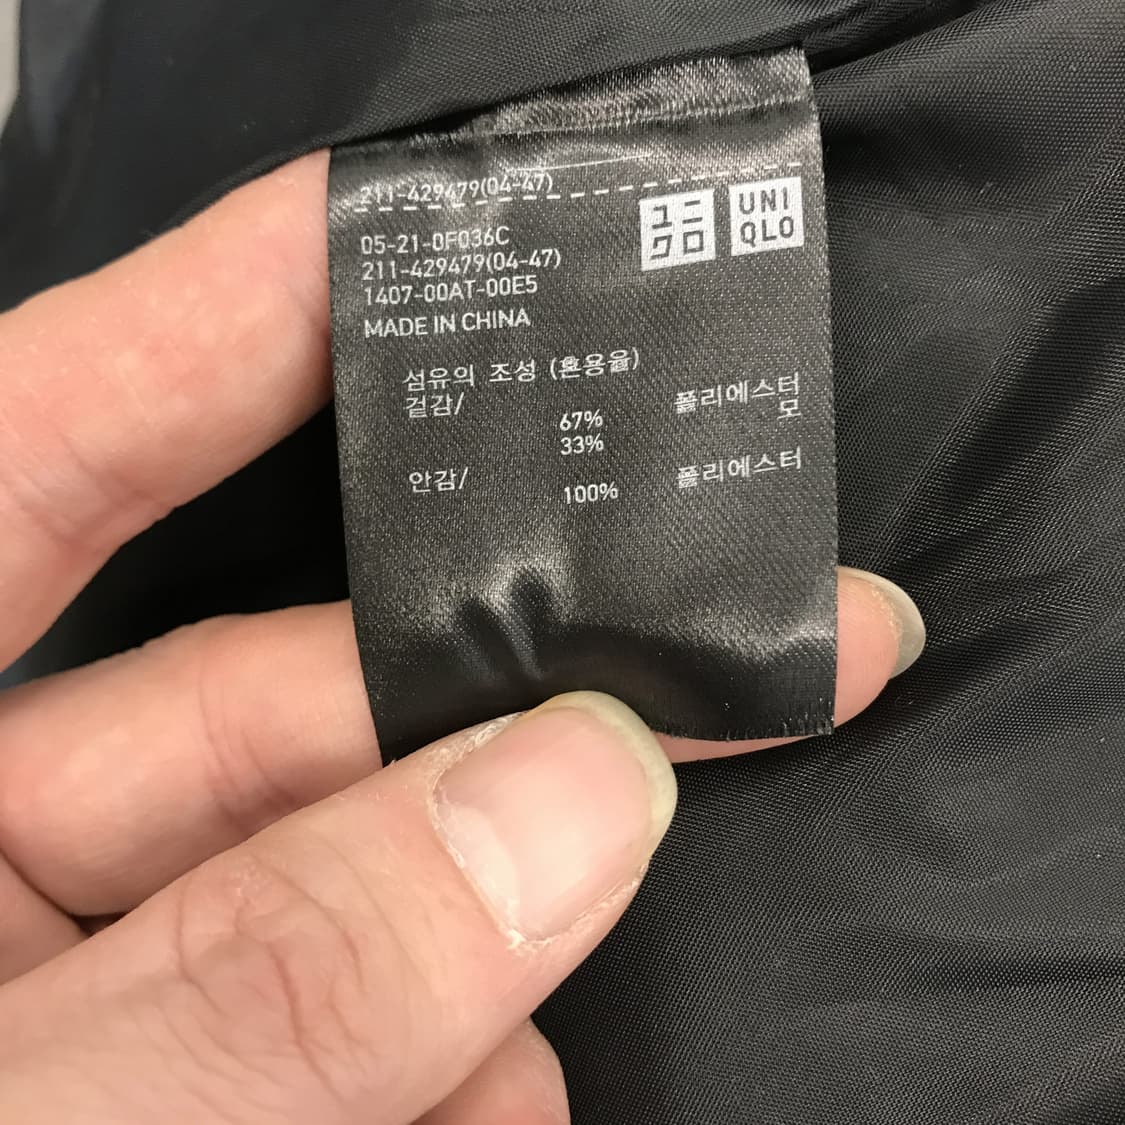 211-429479(04-47)
ユニ
クロ
UNI
QLO
05-21-0F036C
211-429479(04-47)
1407-00AT-00E5
MADE IN CHINA
섬유의 조성 (혼용율)
겉감/ 폴리에스터
67% 모
33%
안감/ 폴리에스터
100%